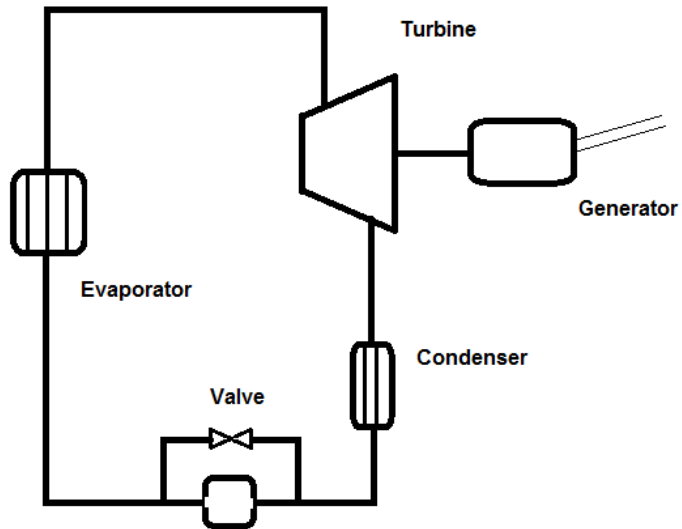 Turbine
Generator
Evaporator
Condenser
Valve